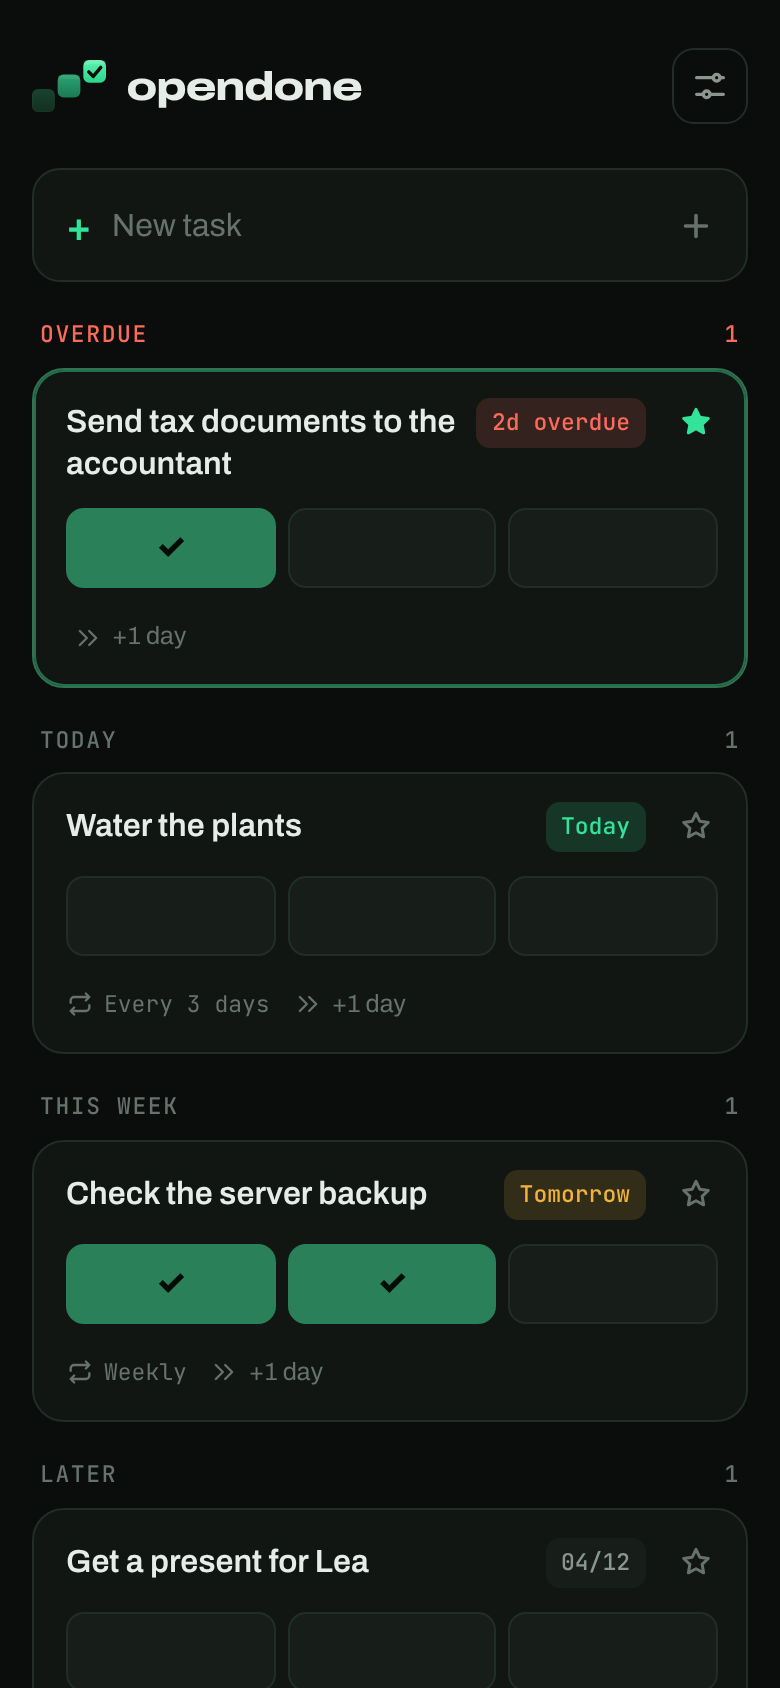 opendone
+ New task
OVERDUE 1
Send tax documents to the 2d overdue
accountant
+1 day
TODAY 1
Water the plants Today
Every 3 days +1 day
THIS WEEK 1
Check the server backup Tomorrow
Weekly +1 day
LATER 1
Get a present for Lea 04/12